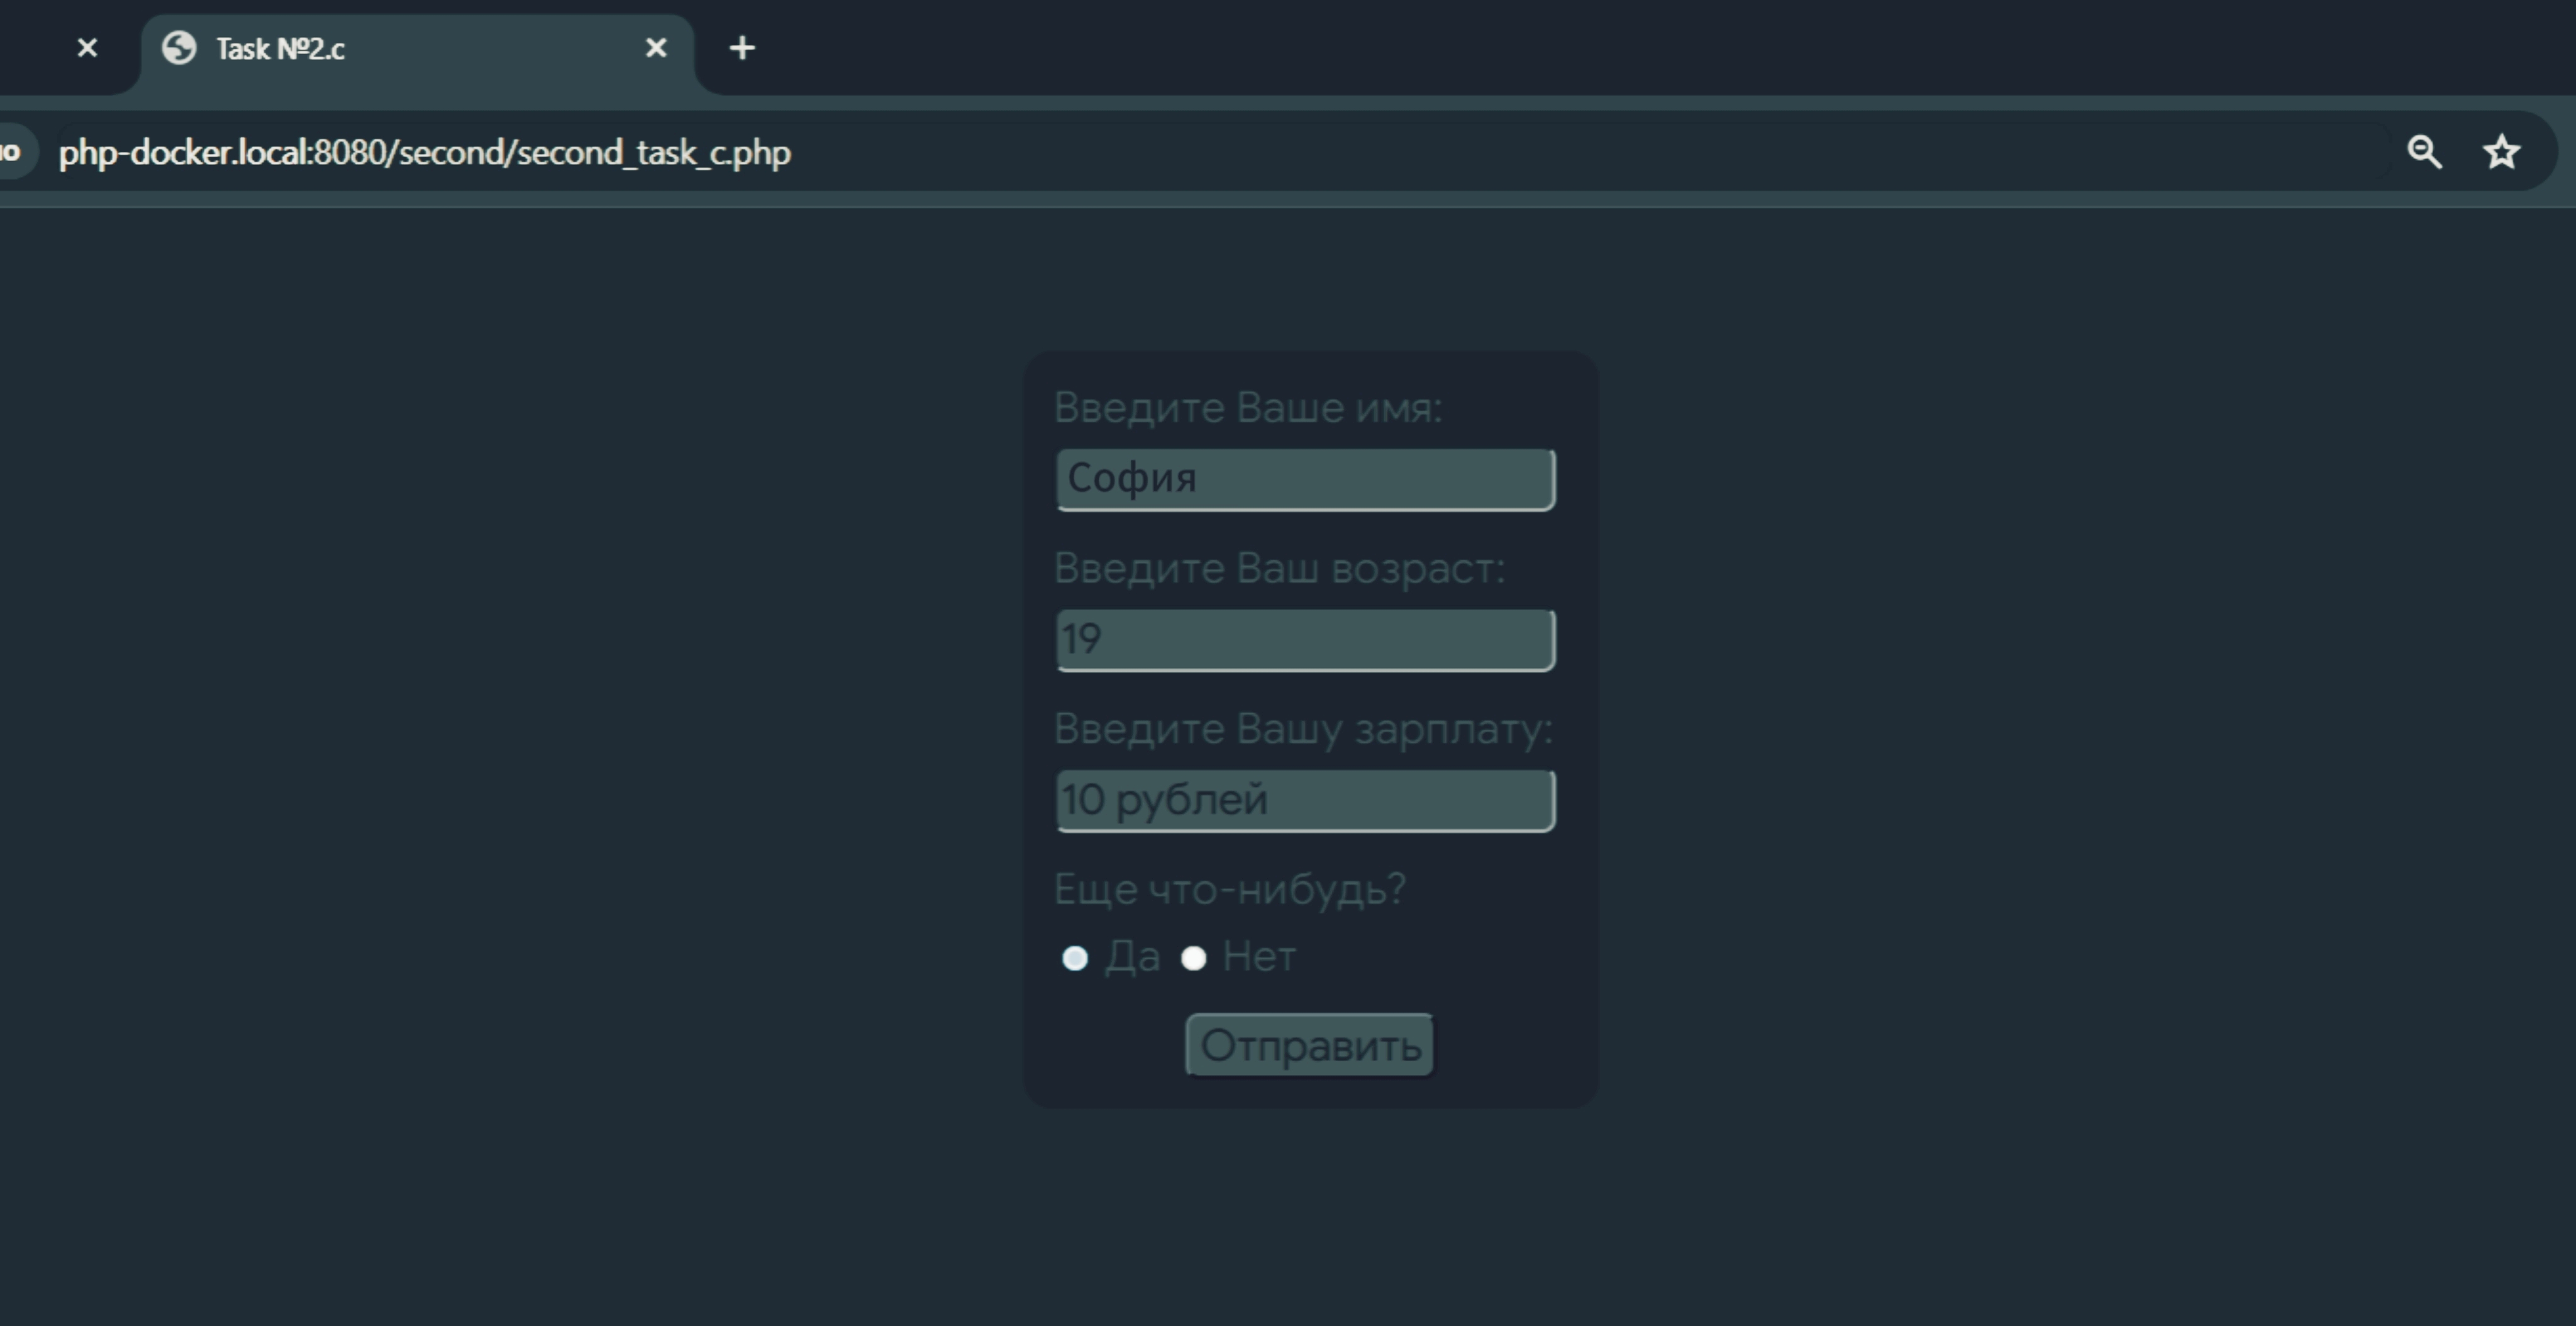 Task №2.c
php-docker.local:8080/second/second_task_c.php
Введите Ваше имя:
София
Введите Ваш возраст:
19
Введите Вашу зарплату:
10 рублей
Еще что-нибудь?
Да Нет
Отправить